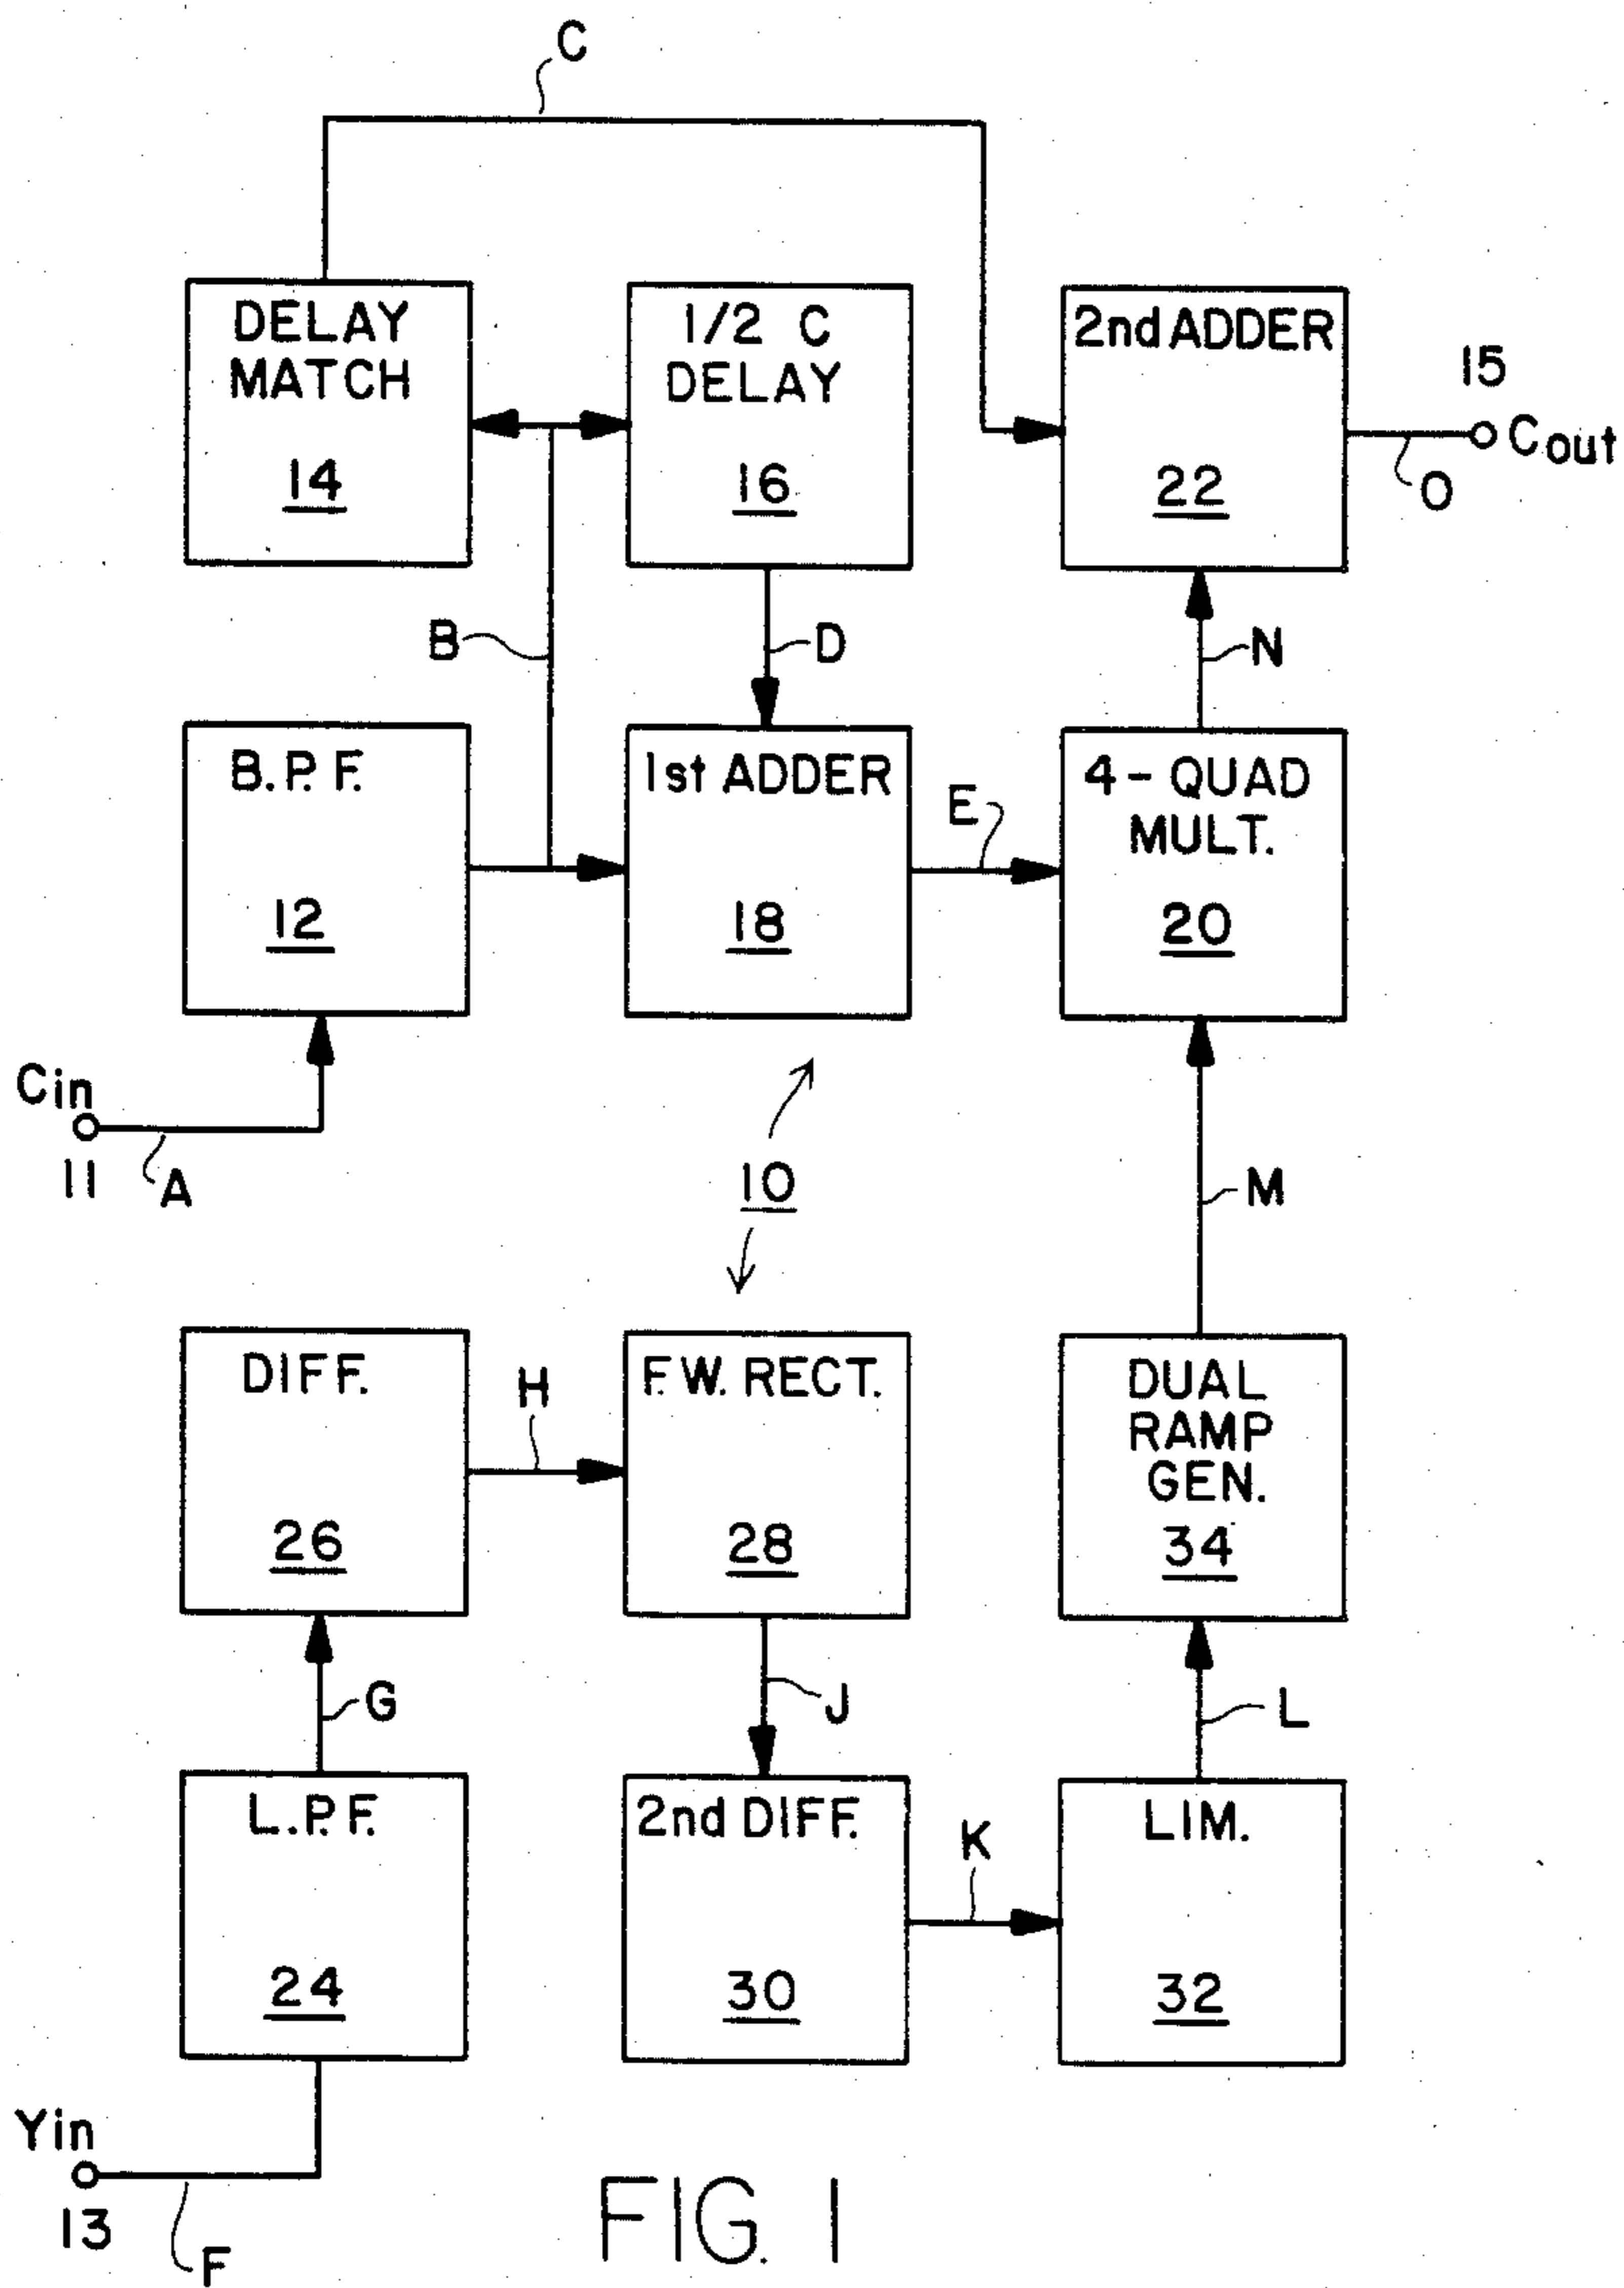 C
DELAY
MATCH
14
1/2 C
DELAY
16
2nd ADDER
22
15
Cout
O
B
D
N
B.P.F.
12
1st ADDER
18
E
4-QUAD
MULT.
20
Cin
11
A
10
M
DIFF.
26
H
F.W. RECT.
28
DUAL
RAMP
GEN.
34
G
J
L
L.P.F.
24
2nd DIFF.
30
K
LIM.
32
Yin
13
F
FIG. 1